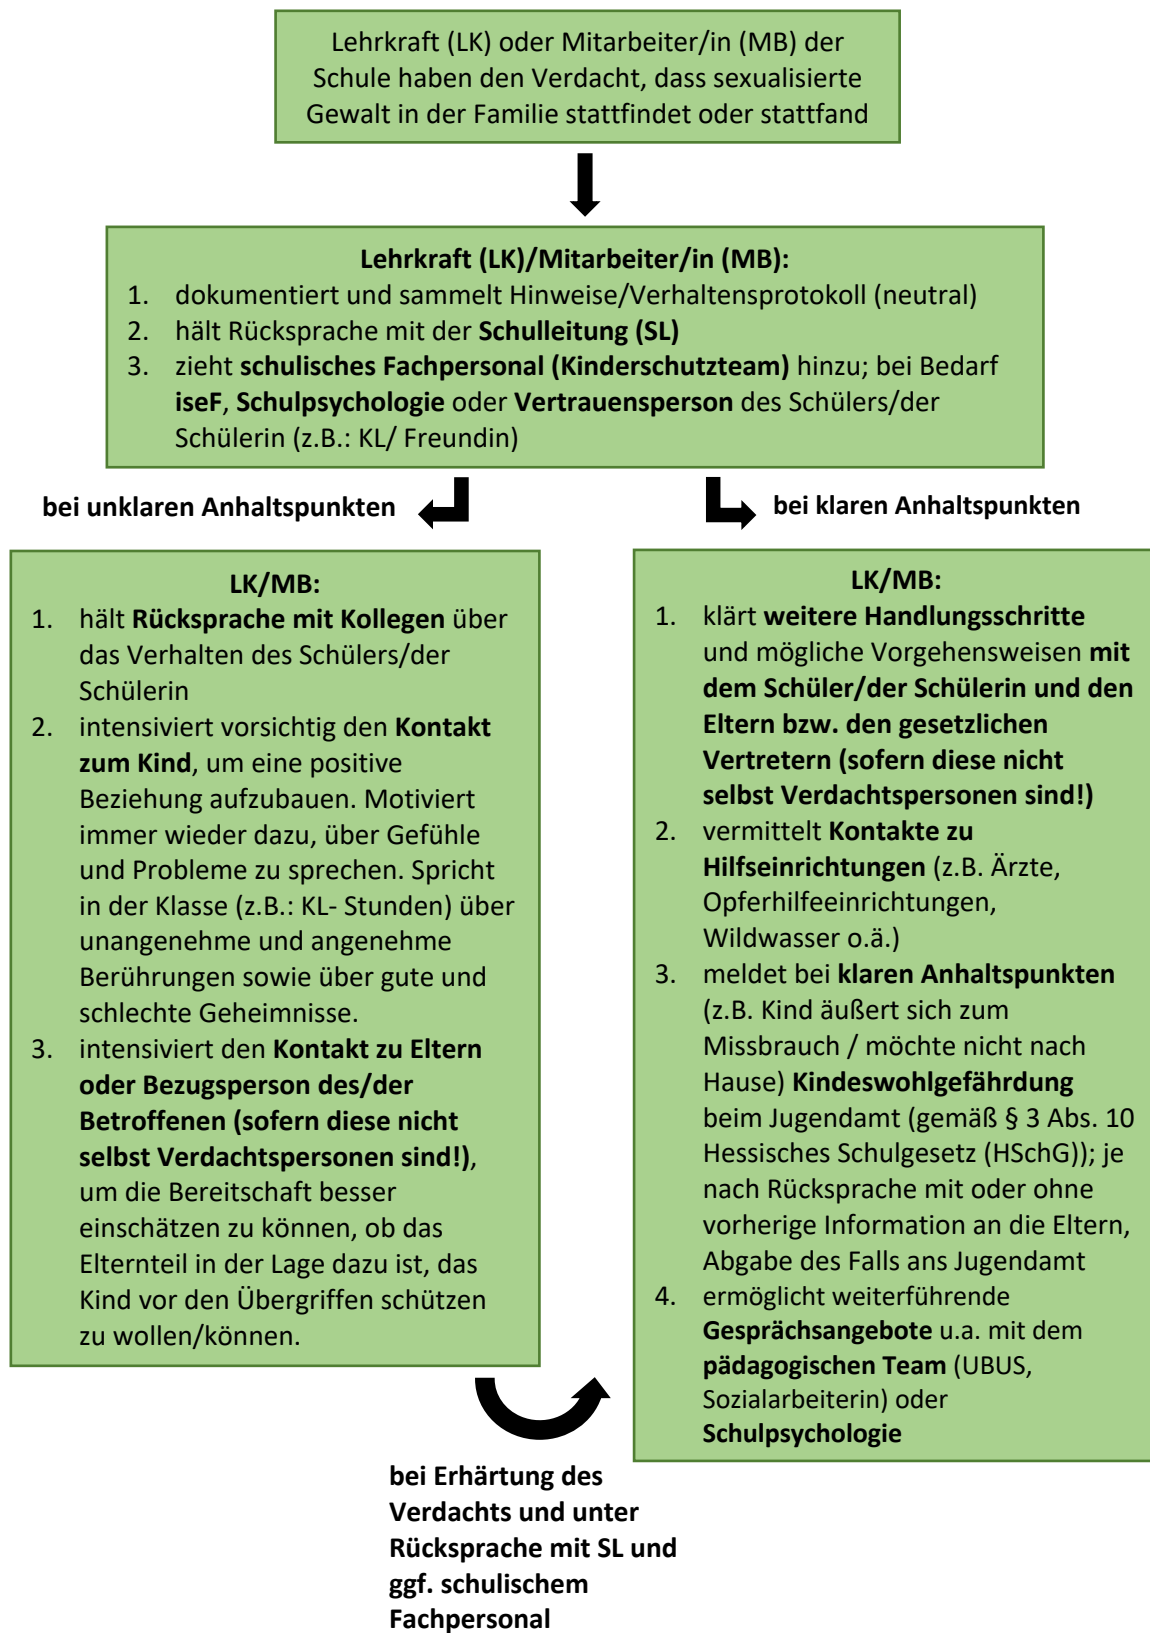 Lehrkraft (LK) oder Mitarbeiter/in (MB) der
Schule haben den Verdacht, dass sexualisierte
Gewalt in der Familie stattfindet oder stattfand
Lehrkraft (LK)/Mitarbeiter/in (MB):
1. dokumentiert und sammelt Hinweise/Verhaltensprotokoll (neutral)
2. hält Rücksprache mit der Schulleitung (SL)
3. zieht schulisches Fachpersonal (Kinderschutzteam) hinzu; bei Bedarf
iseF, Schulpsychologie oder Vertrauensperson des Schülers/der
Schülerin (z.B.: KL/ Freundin)
bei unklaren Anhaltspunkten
bei klaren Anhaltspunkten
LK/MB:
1. hält Rücksprache mit Kollegen über
das Verhalten des Schülers/der
Schülerin
2. intensiviert vorsichtig den Kontakt
zum Kind, um eine positive
Beziehung aufzubauen. Motiviert
immer wieder dazu, über Gefühle
und Probleme zu sprechen. Spricht
in der Klasse (z.B.: KL- Stunden) über
unangenehme und angenehme
Berührungen sowie über gute und
schlechte Geheimnisse.
3. intensiviert den Kontakt zu Eltern
oder Bezugsperson des/der
Betroffenen (sofern diese nicht
selbst Verdachtspersonen sind!),
um die Bereitschaft besser
einschätzen zu können, ob das
Elternteil in der Lage dazu ist, das
Kind vor den Übergriffen schützen
zu wollen/können.
LK/MB:
1. klärt weitere Handlungsschritte
und mögliche Vorgehensweisen mit
dem Schüler/der Schülerin und den
Eltern bzw. den gesetzlichen
Vertretern (sofern diese nicht
selbst Verdachtspersonen sind!)
2. vermittelt Kontakte zu
Hilfseinrichtungen (z.B. Ärzte,
Opferhilfeeinrichtungen,
Wildwasser o.ä.)
3. meldet bei klaren Anhaltspunkten
(z.B. Kind äußert sich zum
Missbrauch / möchte nicht nach
Hause) Kindeswohlgefährdung
beim Jugendamt (gemäß § 3 Abs. 10
Hessisches Schulgesetz (HSchG)); je
nach Rücksprache mit oder ohne
vorherige Information an die Eltern,
Abgabe des Falls ans Jugendamt
4. ermöglicht weiterführende
Gesprächsangebote u.a. mit dem
pädagogischen Team (UBUS,
Sozialarbeiterin) oder
Schulpsychologie
bei Erhärtung des
Verdachts und unter
Rücksprache mit SL und
ggf. schulischem
Fachpersonal